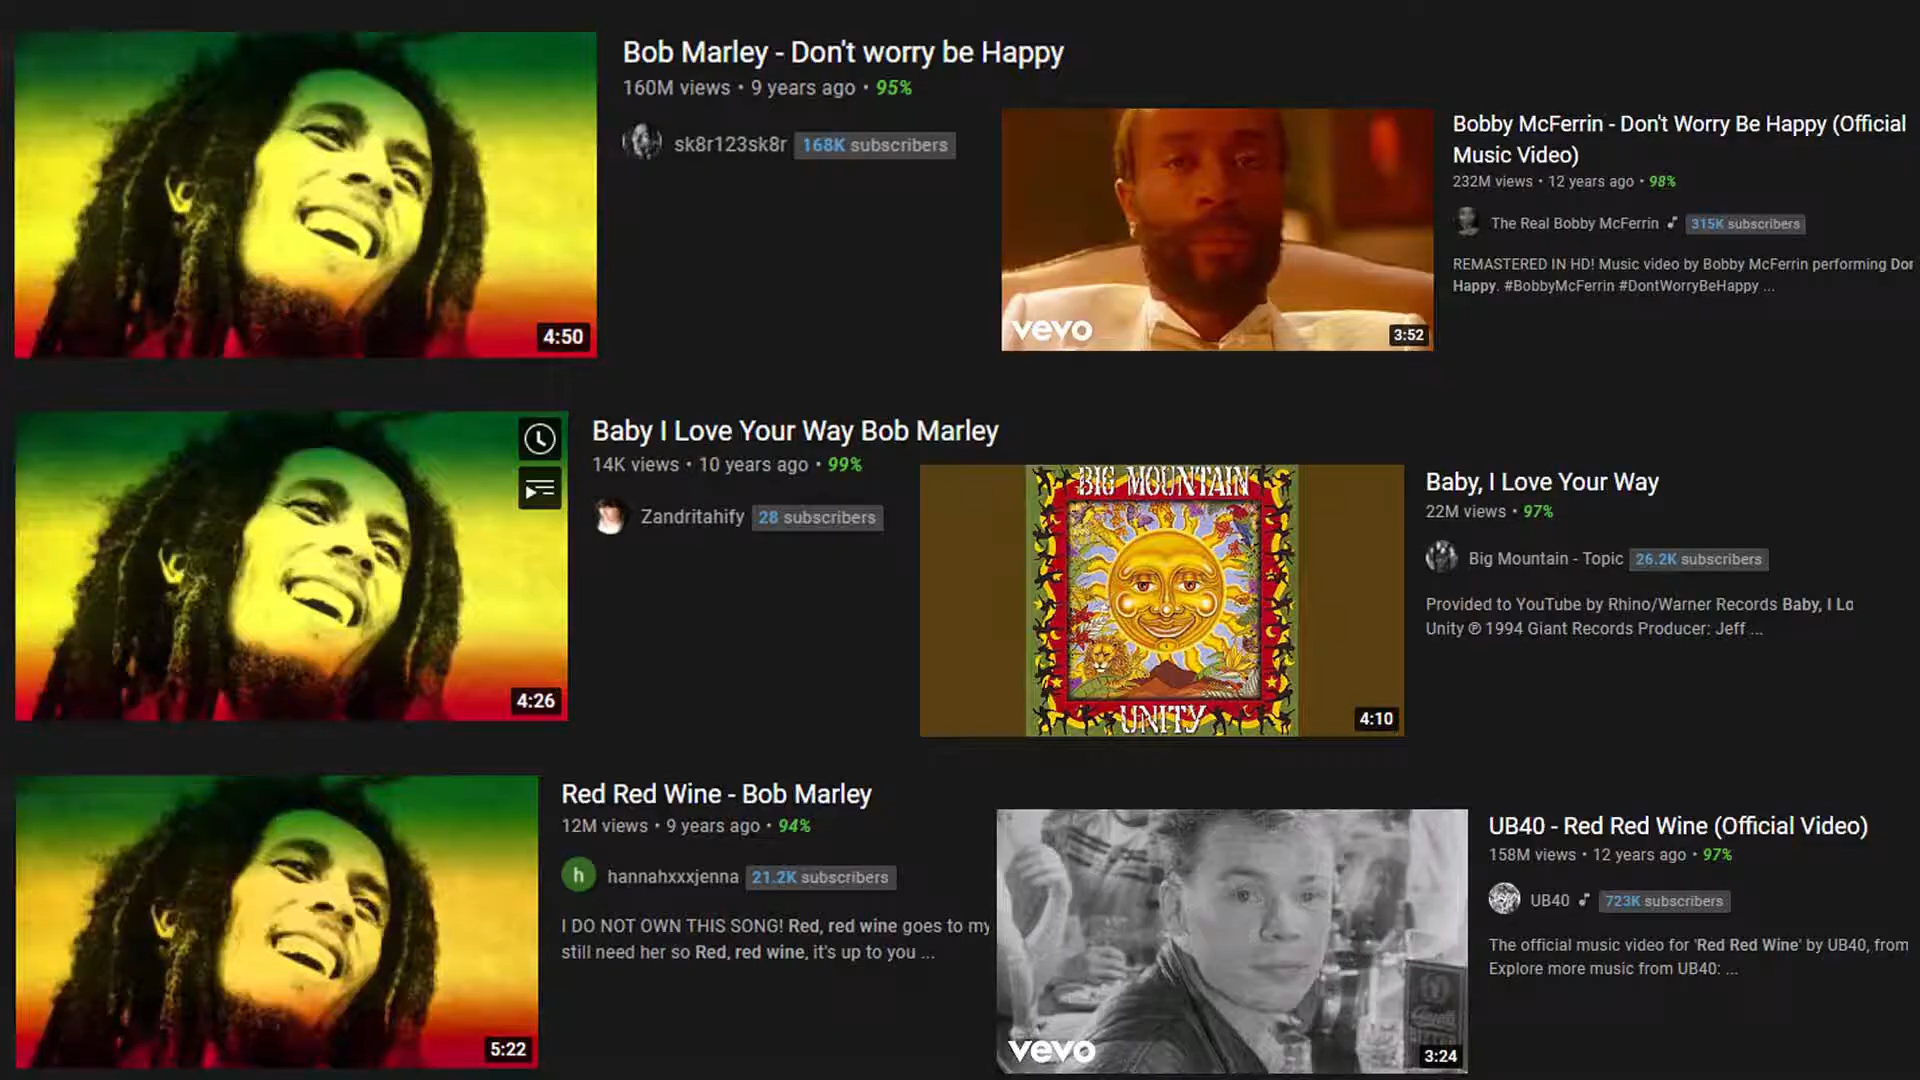 Bob Marley - Don't worry be Happy
160M views • 9 years ago • 95%
sk8r123sk8r 168K subscribers
4:50
Bobby McFerrin - Don't Worry Be Happy (Official
Music Video)
232M views • 12 years ago • 98%
The Real Bobby McFerrin 315K subscribers
REMASTERED IN HD! Music video by Bobby McFerrin performing Don
Happy. #BobbyMcFerrin #DontWorryBeHappy ...
vevo
3:52
Baby I Love Your Way Bob Marley
14K views • 10 years ago • 99%
Zandritahify 28 subscribers
4:26
BIG MOUNTAIN
UNITY
4:10
Baby, I Love Your Way
22M views • 97%
Big Mountain - Topic 26.2K subscribers
Provided to YouTube by Rhino/Warner Records Baby, I Lo
Unity ℗ 1994 Giant Records Producer: Jeff ...
Red Red Wine - Bob Marley
12M views • 9 years ago • 94%
h hannahxxxjenna 21.2K subscribers
I DO NOT OWN THIS SONG! Red, red wine goes to my
still need her so Red, red wine, it's up to you ...
5:22
UB40 - Red Red Wine (Official Video)
158M views • 12 years ago • 97%
UB40 723K subscribers
The official music video for 'Red Red Wine' by UB40, from
Explore more music from UB40: ...
vevo
3:24